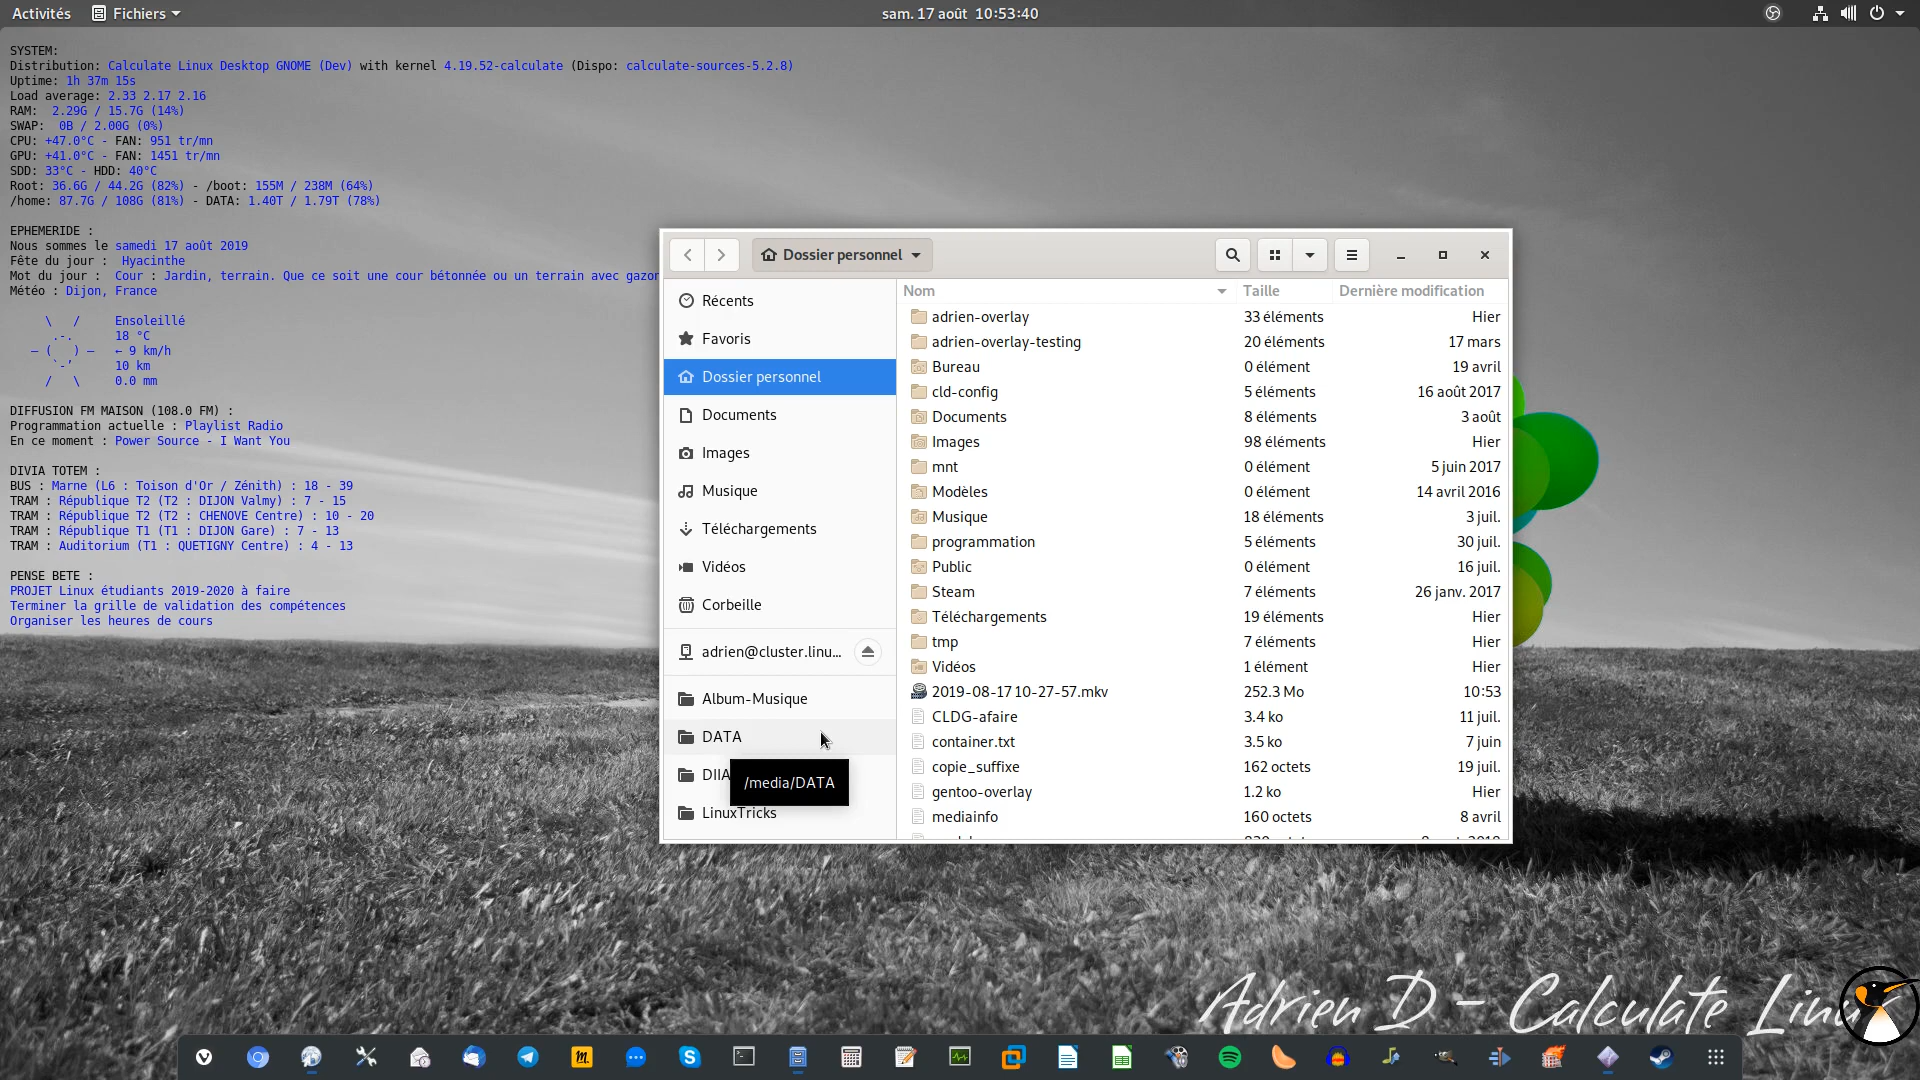 Activités
Fichiers
sam. 17 août 10:53:40
SYSTEM:
Distribution: Calculate Linux Desktop GNOME (Dev) with kernel 4.19.52-calculate (Dispo: calculate-sources-5.2.8)
Uptime: 1h 37m 15s
Load average: 2.33 2.17 2.16
RAM: 2.29G / 15.7G (14%)
SWAP: 0B / 2.00G (0%)
CPU: +47.0°C - FAN: 951 tr/mn
GPU: +41.0°C - FAN: 1451 tr/mn
SDD: 33°C - HDD: 40°C
Root: 36.6G / 44.2G (82%) - /boot: 155M / 238M (64%)
/home: 87.7G / 108G (81%) - DATA: 1.40T / 1.79T (78%)
EPHEMERIDE :
Nous sommes le samedi 17 août 2019
Fête du jour : Hyacinthe
Mot du jour : Cour : Jardin, terrain. Que ce soit une cour bétonnée ou un terrain avec gazon
Météo : Dijon, France
Ensoleillé
18 °C
← 9 km/h
10 km
0.0 mm
DIFFUSION FM MAISON (108.0 FM) :
Programmation actuelle : Playlist Radio
En ce moment : Power Source - I Want You
DIVIA TOTEM :
BUS : Marne (L6 : Toison d'Or / Zénith) : 18 - 39
TRAM : République T2 (T2 : DIJON Valmy) : 7 - 15
TRAM : République T2 (T2 : CHENOVE Centre) : 10 - 20
TRAM : République T1 (T1 : DIJON Gare) : 7 - 13
TRAM : Auditorium (T1 : QUETIGNY Centre) : 4 - 13
PENSE BETE :
PROJET Linux étudiants 2019-2020 à faire
Terminer la grille de validation des compétences
Organiser les heures de cours
Dossier personnel
Récents
Favoris
Dossier personnel
Documents
Images
Musique
Téléchargements
Vidéos
Corbeille
adrien@cluster.linu...
Album-Musique
DATA
DIIA
/media/DATA
LinuxTricks
Nom Taille Dernière modification
adrien-overlay 33 éléments Hier
adrien-overlay-testing 20 éléments 17 mars
Bureau 0 élément 19 avril
cld-config 5 éléments 16 août 2017
Documents 8 éléments 3 août
Images 98 éléments Hier
mnt 0 élément 5 juin 2017
Modèles 0 élément 14 avril 2016
Musique 18 éléments 3 juil.
programmation 5 éléments 30 juil.
Public 0 élément 16 juil.
Steam 7 éléments 26 janv. 2017
Téléchargements 19 éléments Hier
tmp 7 éléments Hier
Vidéos 1 élément Hier
2019-08-17 10-27-57.mkv 252.3 Mo 10:53
CLDG-afaire 3.4 ko 11 juil.
container.txt 3.5 ko 7 juin
copie_suffixe 162 octets 19 juil.
gentoo-overlay 1.2 ko Hier
mediainfo 160 octets 8 avril
Adrien D - Calculate Linux